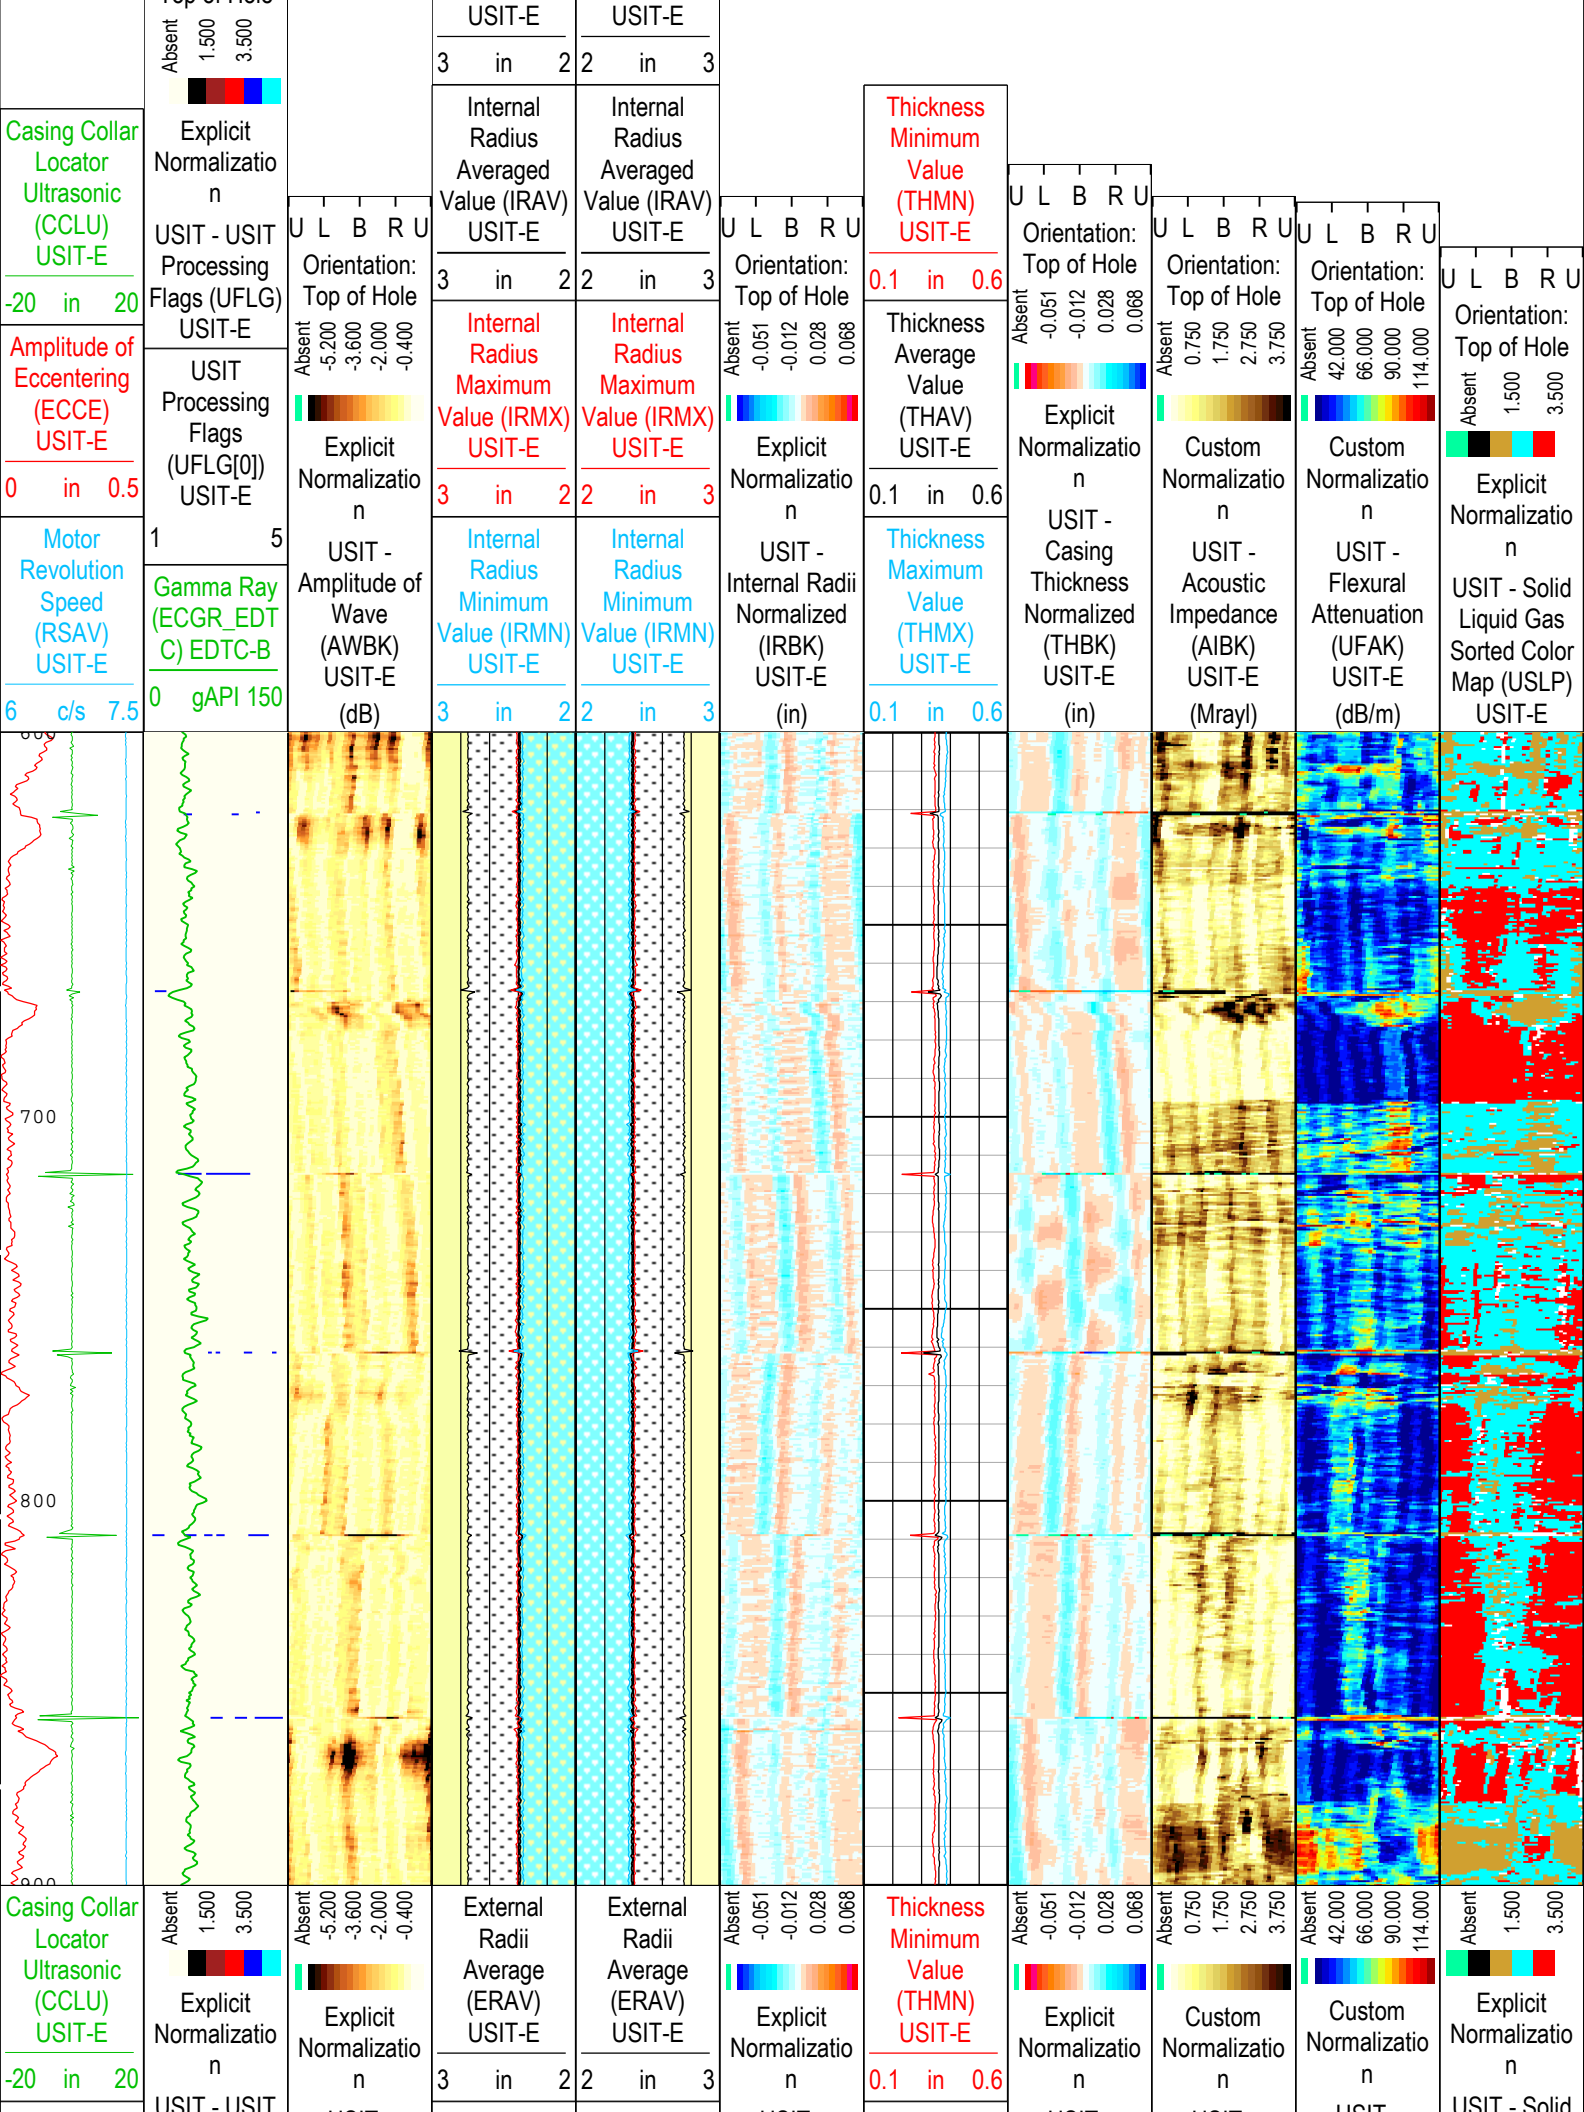 Top of Hole
Absent
1.500
3.500
Explicit
Normalizatio
n
USIT - USIT
Processing
Flags (UFLG)
USIT-E
USIT
Processing
Flags
(UFLG[0])
USIT-E
1 5
Gamma Ray
(ECGR_EDT
C) EDTC-B
0 gAPI 150
Casing Collar
Locator
Ultrasonic
(CCLU)
USIT-E
-20 in 20
Amplitude of
Eccentering
(ECCE)
USIT-E
0 in 0.5
Motor
Revolution
Speed
(RSAV)
USIT-E
6 c/s 7.5
U L B R U
Orientation:
Top of Hole
Absent
-5.200
-3.600
-2.000
-0.400
Explicit
Normalizatio
n
USIT -
Amplitude of
Wave
(AWBK)
USIT-E
(dB)
USIT-E
3 in 2
Internal
Radius
Averaged
Value (IRAV)
USIT-E
3 in 2
Internal
Radius
Maximum
Value (IRMX)
USIT-E
3 in 2
Internal
Radius
Minimum
Value (IRMN)
USIT-E
3 in 2
USIT-E
2 in 3
Internal
Radius
Averaged
Value (IRAV)
USIT-E
2 in 3
Internal
Radius
Maximum
Value (IRMX)
USIT-E
2 in 3
Internal
Radius
Minimum
Value (IRMN)
USIT-E
2 in 3
U L B R U
Orientation:
Top of Hole
Absent
-0.051
-0.012
0.028
0.068
Explicit
Normalizatio
n
USIT -
Internal Radii
Normalized
(IRBK)
USIT-E
(in)
Thickness
Minimum
Value
(THMN)
USIT-E
0.1 in 0.6
Thickness
Average
Value
(THAV)
USIT-E
0.1 in 0.6
Thickness
Maximum
Value
(THMX)
USIT-E
0.1 in 0.6
U L B R U
Orientation:
Top of Hole
Absent
-0.051
-0.012
0.028
0.068
Explicit
Normalizatio
n
USIT -
Casing
Thickness
Normalized
(THBK)
USIT-E
(in)
U L B R U
Orientation:
Top of Hole
Absent
0.750
1.750
2.750
3.750
Custom
Normalizatio
n
USIT -
Acoustic
Impedance
(AIBK)
USIT-E
(Mrayl)
U L B R U
Orientation:
Top of Hole
Absent
42.000
66.000
90.000
114.000
Custom
Normalizatio
n
USIT -
Flexural
Attenuation
(UFAK)
USIT-E
(dB/m)
U L B R U
Orientation:
Top of Hole
Absent
1.500
3.500
Explicit
Normalizatio
n
USIT - Solid
Liquid Gas
Sorted Color
Map (USLP)
USIT-E
600
700
800
900
Casing Collar
Locator
Ultrasonic
(CCLU)
USIT-E
-20 in 20
Absent
1.500
3.500
Explicit
Normalizatio
n
USIT - USIT
Absent
-5.200
-3.600
-2.000
-0.400
Explicit
Normalizatio
n
USIT -
External
Radii
Average
(ERAV)
USIT-E
3 in 2
External
Radii
Average
(ERAV)
USIT-E
2 in 3
Absent
-0.051
-0.012
0.028
0.068
Explicit
Normalizatio
n
USIT -
Thickness
Minimum
Value
(THMN)
USIT-E
0.1 in 0.6
Absent
-0.051
-0.012
0.028
0.068
Explicit
Normalizatio
n
USIT -
Absent
0.750
1.750
2.750
3.750
Custom
Normalizatio
n
USIT -
Absent
42.000
66.000
90.000
114.000
Custom
Normalizatio
n
USIT -
Absent
1.500
3.500
Explicit
Normalizatio
n
USIT - Solid